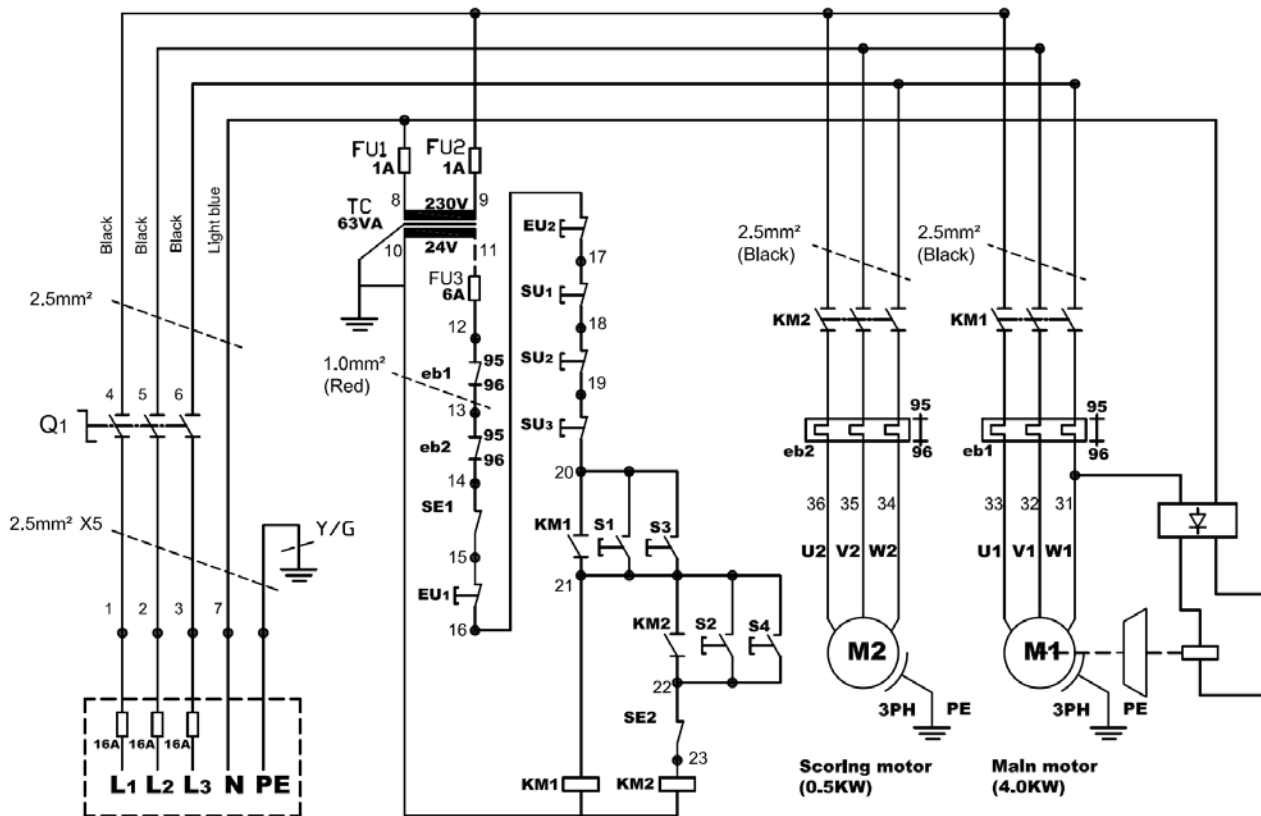 FU1
1A
FU2
1A
8
9
TC
63VA
230V
24V
10
11
FU3
6A
12
1.0mm²
(Red)
eb1
95
96
13
eb2
95
96
14
SE1
15
EU1
16
EU2
17
SU1
18
SU2
19
SU3
20
KM1
S1
S3
21
KM2
S2
S4
22
SE2
23
KM1
KM2
Black
Black
Black
Light blue
2.5mm²
4
5
6
Q1
2.5mm² X5
Y/G
1
2
3
7
16A
16A
16A
L1
L2
L3
N
PE
2.5mm²
(Black)
2.5mm²
(Black)
KM2
KM1
95
96
eb2
95
96
eb1
36
35
34
33
32
31
U2
V2
W2
U1
V1
W1
M2
M1
3PH
PE
3PH
PE
Scoring motor
(0.5KW)
Main motor
(4.0KW)